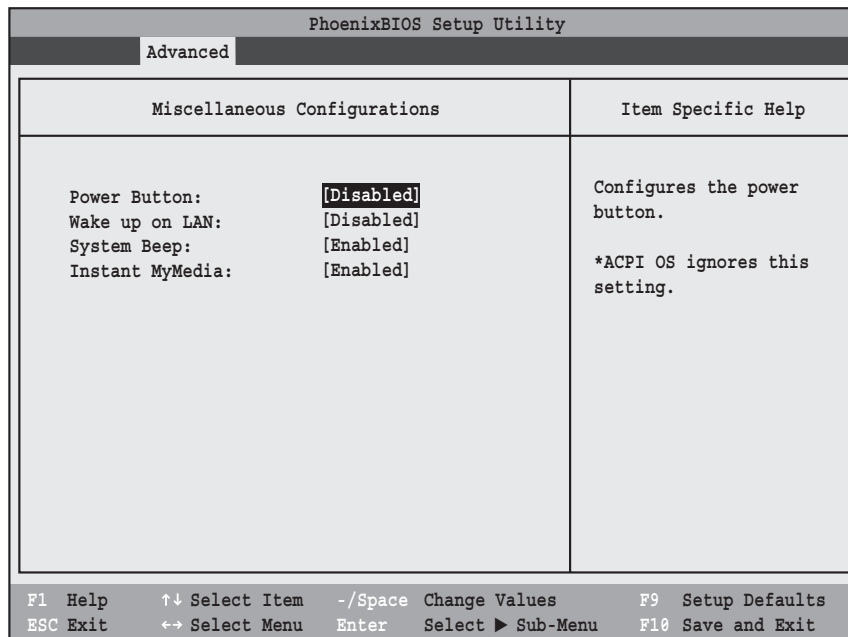 PhoenixBIOS Setup Utility
Advanced
Miscellaneous Configurations
Item Specific Help
Power Button: [Disabled]
Wake up on LAN: [Disabled]
System Beep: [Enabled]
Instant MyMedia: [Enabled]
Configures the power
button.
*ACPI OS ignores this
setting.
F1 Help ↑↓ Select Item -/Space Change Values F9 Setup Defaults
ESC Exit ←→ Select Menu Enter Select ▶ Sub-Menu F10 Save and Exit